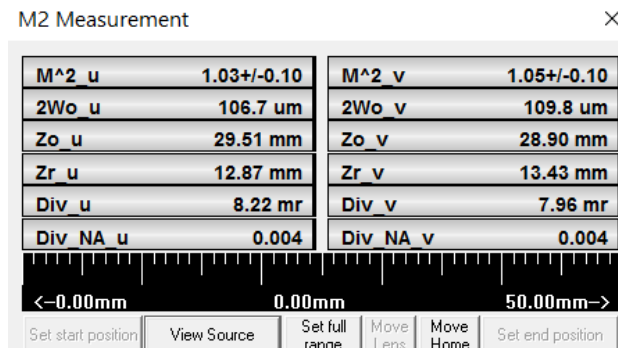 M2 Measurement ×
M^2_u 1.03+/-0.10 M^2_v 1.05+/-0.10
2Wo_u 106.7 um 2Wo_v 109.8 um
Zo_u 29.51 mm Zo_v 28.90 mm
Zr_u 12.87 mm Zr_v 13.43 mm
Div_u 8.22 mr Div_v 7.96 mr
Div_NA_u 0.004 Div_NA_v 0.004
<--0.00mm 0.00mm 50.00mm-->
Set start position View Source Set full range Move Lens Move Home Set end position